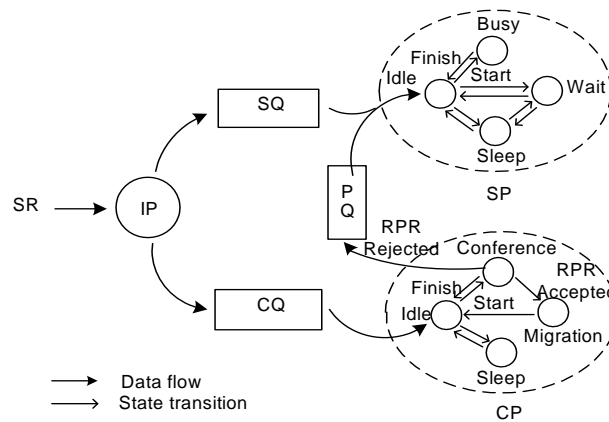 Busy
Finish
Idle
Start
Wait
Sleep
SP
SQ
SR
IP
P
Q
RPR
Rejected
Conference
RPR
Accepted
Finish
Start
Idle
Migration
Sleep
CP
CQ
Data flow
State transition